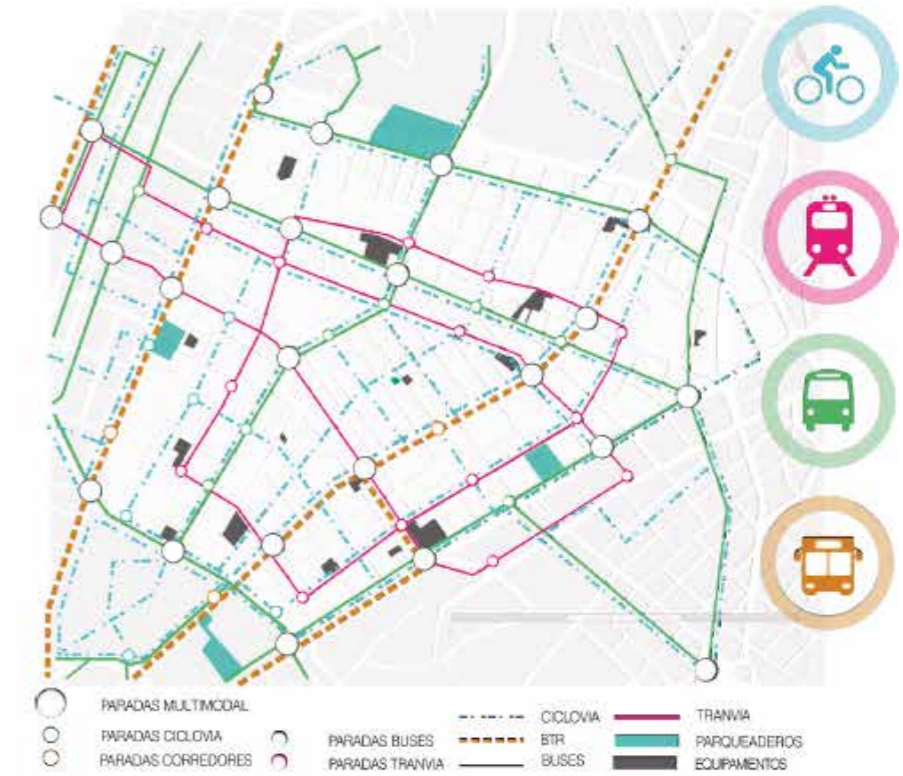 PARADAS MULTIMODAL
PARADAS CICLOVIA
PARADAS CORREDORES
PARADAS BUSES
PARADAS TRANVIA
CICLOVIA
BTR
BUSES
TRANVIA
PARQUEADEROS
EQUIPAMENTOS